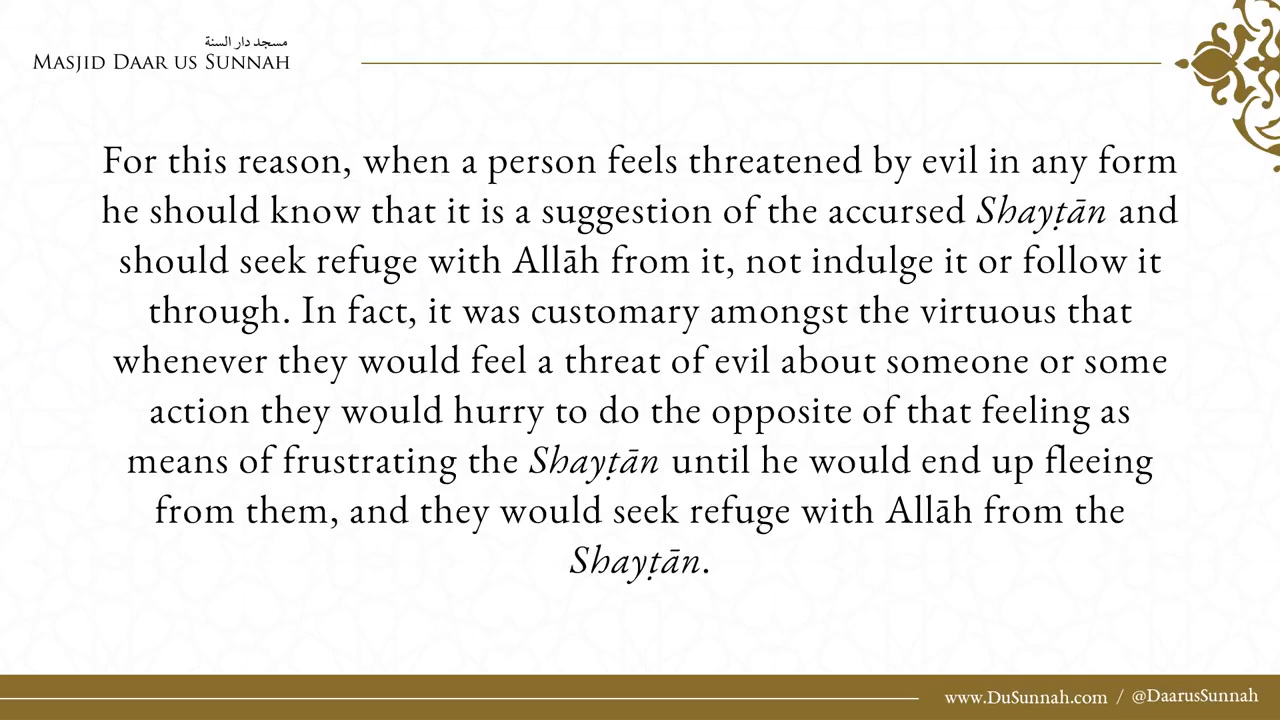 مسجد دار السنة
Masjid Daar us Sunnah
For this reason, when a person feels threatened by evil in any form
he should know that it is a suggestion of the accursed Shayṭān and
should seek refuge with Allāh from it, not indulge it or follow it
through. In fact, it was customary amongst the virtuous that
whenever they would feel a threat of evil about someone or some
action they would hurry to do the opposite of that feeling as
means of frustrating the Shayṭān until he would end up fleeing
from them, and they would seek refuge with Allāh from the
Shayṭān.
www.DuSunnah.com / @DaarusSunnah